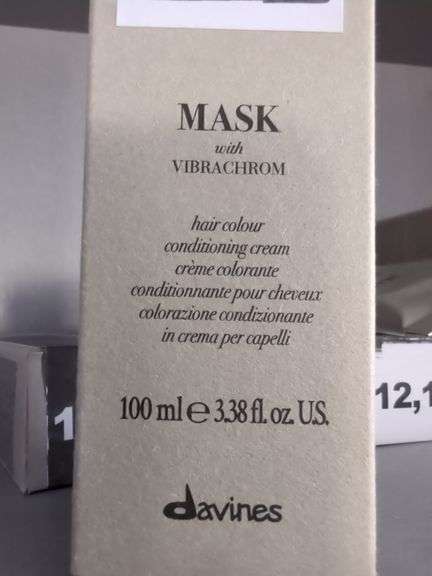 MASK
with
VIBRACHROM
hair colour
conditioning cream
crème colorante
conditionnante pour cheveux
colorazione condizionante
in crema per capelli
100 ml e 3.38 fl. oz. U.S.
davines
1
12,1